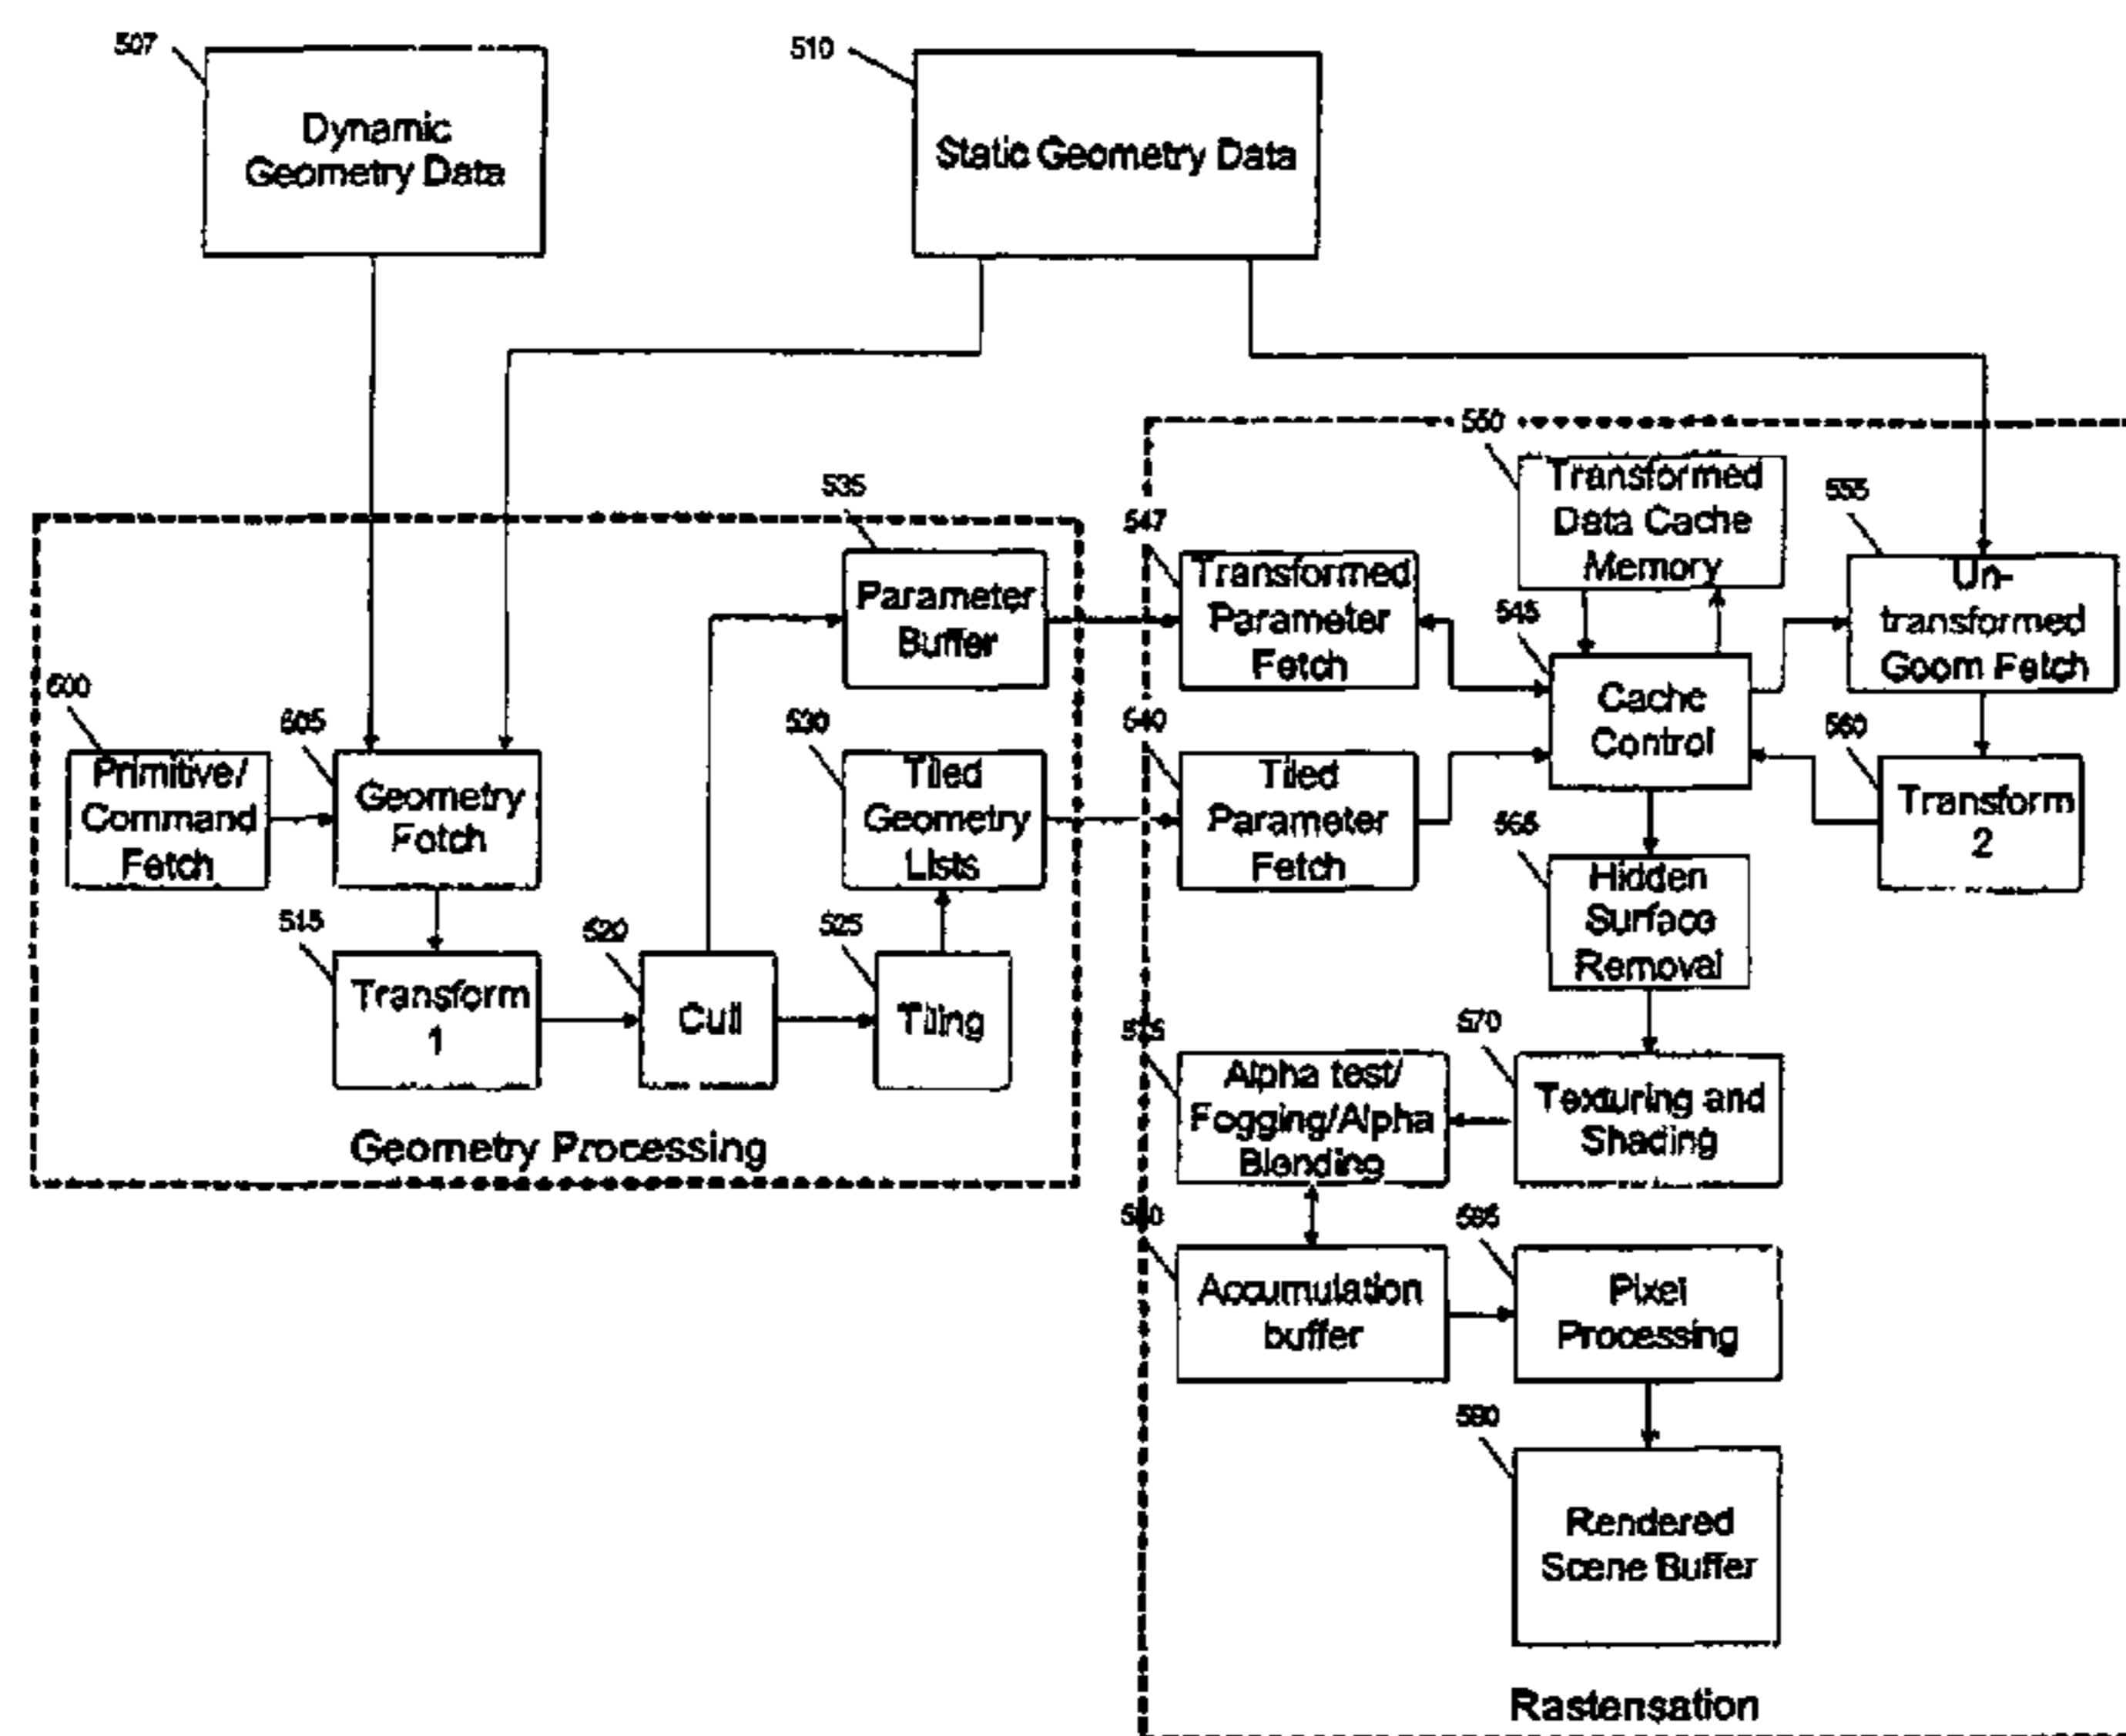 507
Dynamic
Geometry Data
510
Static Geometry Data
535
Parameter
Buffer
500
Primitive/
Command
Fetch
505
Geometry
Fetch
530
Tiled
Geometry
Lists
515
Transform
1
520
Cull
525
Tiling
Geometry Processing
550
Transformed
Data Cache
Memory
547
Transformed
Parameter
Fetch
545
Cache
Control
555
Un-
transformed
Geom Fetch
540
Tiled
Parameter
Fetch
560
Transform
2
565
Hidden
Surface
Removal
575
Alpha test/
Fogging/Alpha
Blending
570
Texturing and
Shading
580
Accumulation
buffer
585
Pixel
Processing
590
Rendered
Scene Buffer
Rasterisation